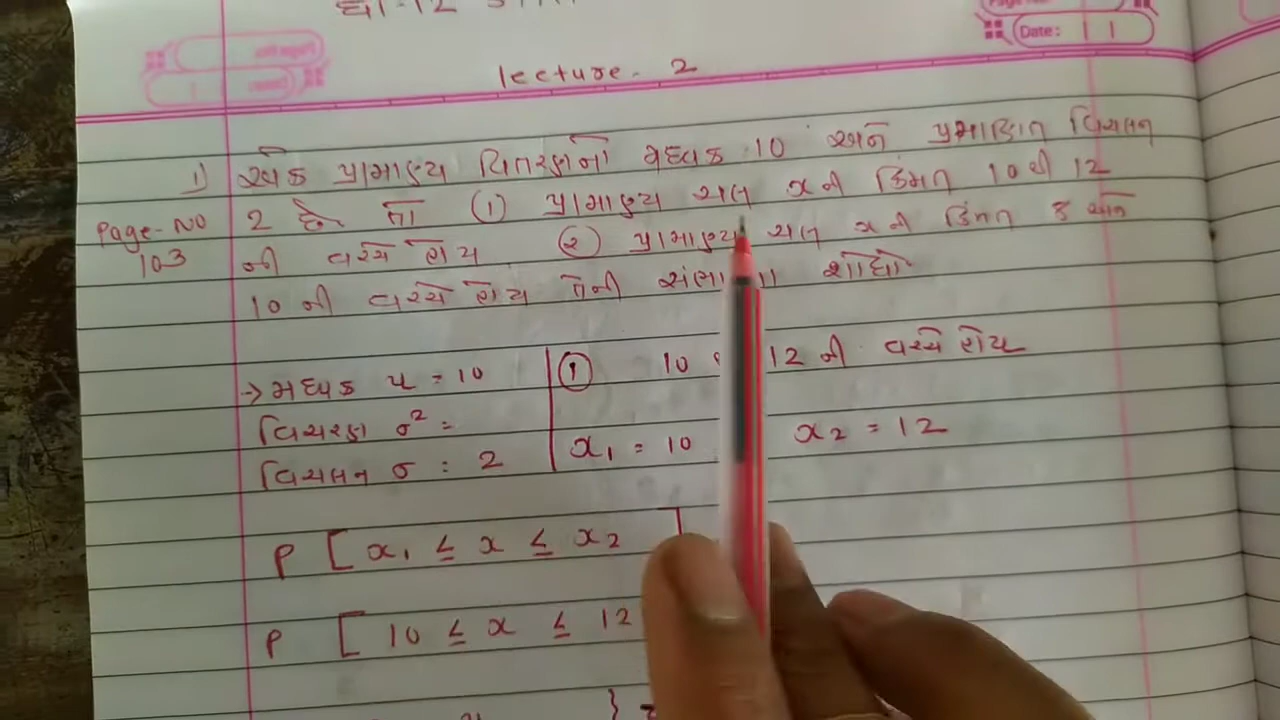 ધો-12
Date:
lecture - 2
1) એક પ્રામાણ્ય વિતરણનો મધ્યક 10 અને પ્રમાણિત વિચલન
Page-NO 2 હોય તો (1) પ્રામાણ્ય ચલ x ની કિંમત 10 થી 12
103 ની વચ્ચે હોય (2) પ્રામાણ્ય ચલ x ની કિંમત 8 અને
10 ની વચ્ચે હોય તેની શોધો
→ મધ્યક μ = 10
વિચરણ σ² =
વિચલન σ : 2
① 10 12 ની વચ્ચે હોય
x₁ = 10 x₂ = 12
P [ x₁ ≤ x ≤ x₂ ]
P [ 10 ≤ x ≤ 12